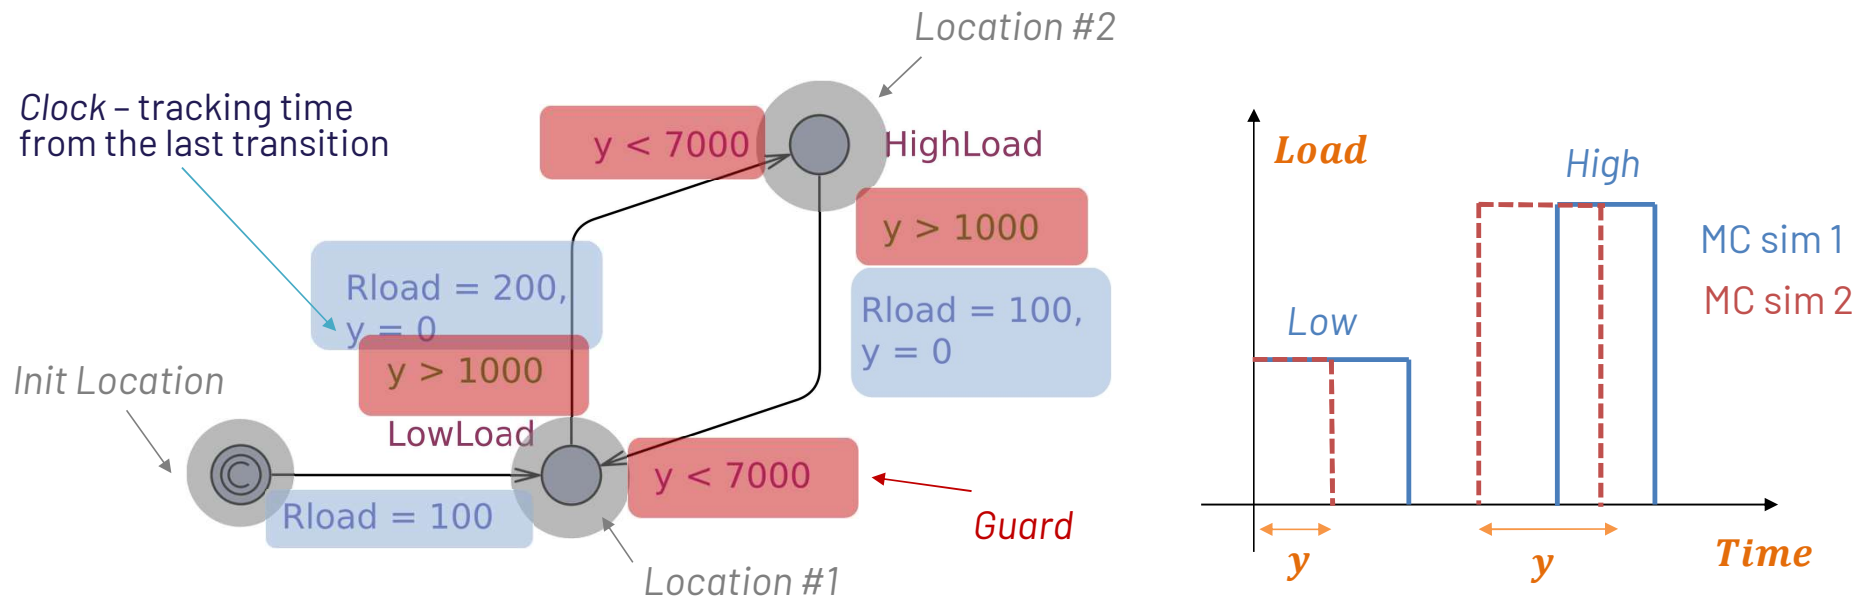 Location #2
Clock – tracking time
from the last transition
y < 7000
HighLoad
y > 1000
Rload = 200,
y = 0
Rload = 100,
y = 0
y > 1000
Init Location
LowLoad
y < 7000
C
Rload = 100
Guard
Location #1
Load
High
MC sim 1
MC sim 2
Low
y
y
Time